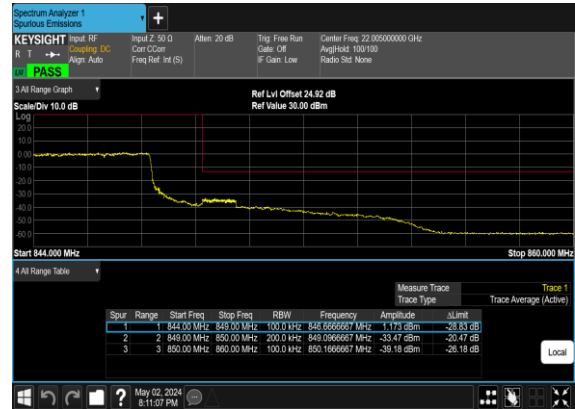 Spectrum Analyzer 1
Spurious Emissions
+
KEYSIGHT Input: RF Input Z: 50 Ω Atten: 20 dB Trig: Free Run Center Freq: 22.005000000 GHz
R T Coupling: DC Corr CCorr Gate: Off Avg|Hold: 100/100
Align: Auto Freq Ref: Int (S) IF Gain: Low Radio Std: None
PASS
3 All Range Graph
Ref Lvl Offset 24.92 dB
Scale/Div 10.0 dB Ref Value 30.00 dBm
Log
20.0
10.0
0.00
-10.0
-20.0
-30.0
-40.0
-50.0
-60.0
Start 844.000 MHz Stop 860.000 MHz
4 All Range Table
Measure Trace Trace 1
Trace Type Trace Average (Active)
Spur Range Start Freq Stop Freq RBW Frequency Amplitude ΔLimit
1 1 844.00 MHz 849.00 MHz 100.0 kHz 846.6666667 MHz 1.173 dBm -28.83 dB
2 2 849.00 MHz 850.00 MHz 200.0 kHz 849.0966667 MHz -33.47 dBm -20.47 dB
3 3 850.00 MHz 860.00 MHz 100.0 kHz 850.1666667 MHz -39.18 dBm -26.18 dB
Local
? May 02, 2024
8:11:07 PM